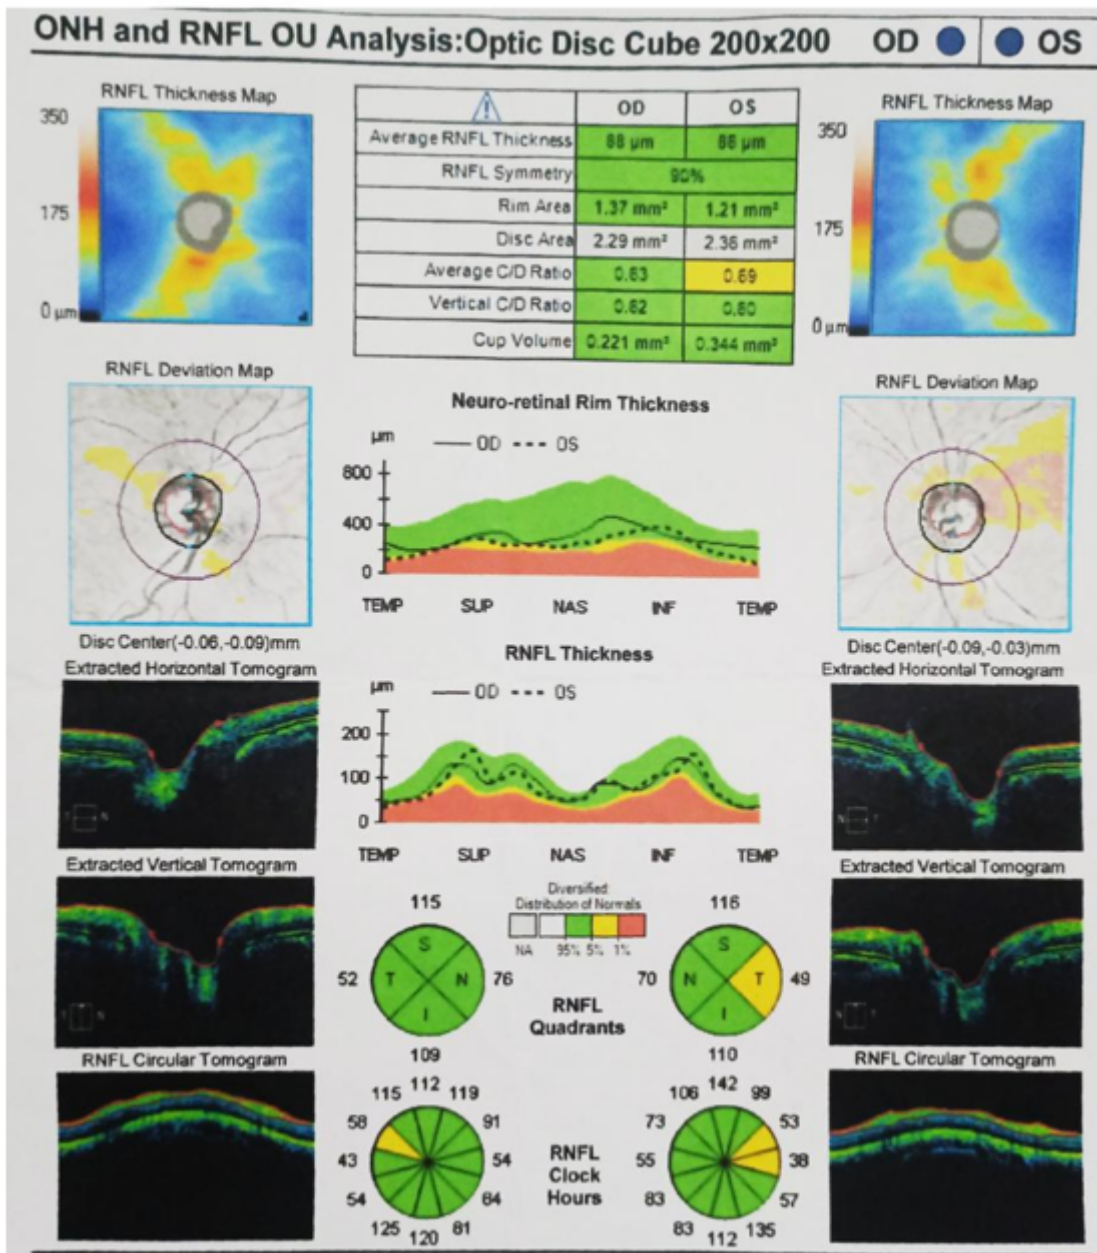 ONH and RNFL OU Analysis:Optic Disc Cube 200x200 OD OS
RNFL Thickness Map
350
175
0 µm
OD OS
Average RNFL Thickness 88 µm 86 µm
RNFL Symmetry 90%
Rim Area 1.37 mm² 1.21 mm²
Disc Area 2.29 mm² 2.36 mm²
Average C/D Ratio 0.63 0.69
Vertical C/D Ratio 0.62 0.60
Cup Volume 0.221 mm³ 0.344 mm³
RNFL Thickness Map
350
175
0 µm
RNFL Deviation Map
Disc Center(-0.06,-0.09)mm
Neuro-retinal Rim Thickness
µm OD OS
800
400
0
TEMP SUP NAS INF TEMP
RNFL Deviation Map
Disc Center(-0.09,-0.03)mm
Extracted Horizontal Tomogram
T N
RNFL Thickness
µm OD OS
200
100
0
TEMP SUP NAS INF TEMP
Extracted Horizontal Tomogram
N T
Extracted Vertical Tomogram
T N
Diversified:
Distribution of Normals
NA 95% 5% 1%
115
52 S T N I 76
109
RNFL
Quadrants
116
70 S N T I 49
110
Extracted Vertical Tomogram
RNFL Circular Tomogram
112
115 119
58 91
43 54
54 64
125 81
120
RNFL
Clock
Hours
142
106 99
73 53
55 38
83 57
83 135
112
RNFL Circular Tomogram